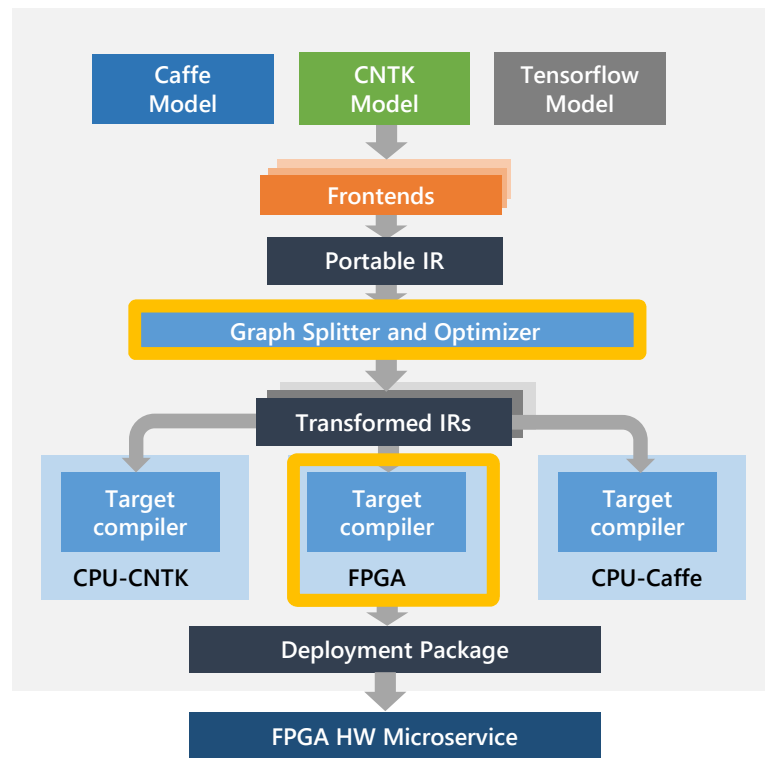 Caffe
Model
CNTK
Model
Tensorflow
Model
Frontends
Portable IR
Graph Splitter and Optimizer
Transformed IRs
Target
compiler
CPU-CNTK
Target
compiler
FPGA
Target
compiler
CPU-Caffe
Deployment Package
FPGA HW Microservice